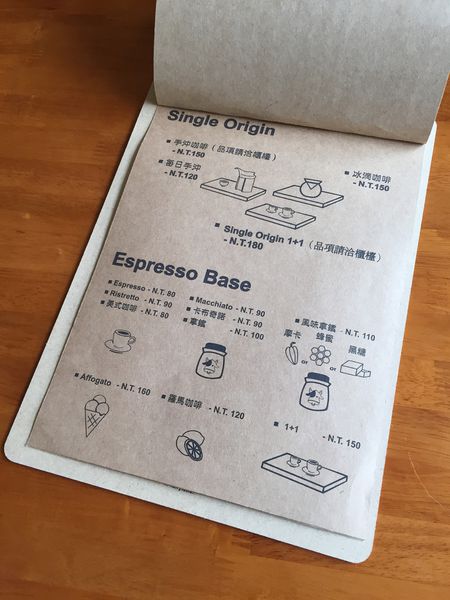 Single Origin
手沖咖啡（品項請洽櫃檯）
- N.T.150
當日手沖
- N.T.120
冰滴咖啡
- N.T.150
Single Origin 1+1（品項請洽櫃檯）
- N.T.180
Espresso Base
Espresso - N.T. 80
Ristretto - N.T. 90
美式咖啡 - N.T. 80
Macchiato - N.T. 90
卡布奇諾 - N.T. 90
拿鐵 - N.T. 100
風味拿鐵 - N.T. 110
摩卡 蜂蜜 黑糖
or or
Affogato - N.T. 160
羅馬咖啡 - N.T. 120
1+1 - N.T. 150